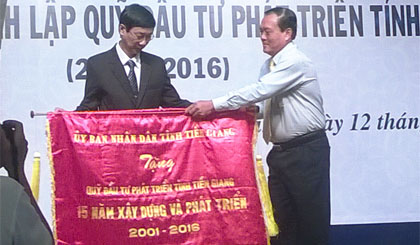 H LẬP QUỸ ĐẦU TƯ PHÁT TRIỂN TỈNH
(2 2016)
ày 12 thán
ỦY BAN NHÂN DÂN TỈNH TIỀN GIANG
Tặng
QUỸ ĐẦU TƯ PHÁT TRIỂN TỈNH TIỀN GIANG
15 NĂM XÂY DỰNG VÀ PHÁT TRIỂN
2001 - 2016